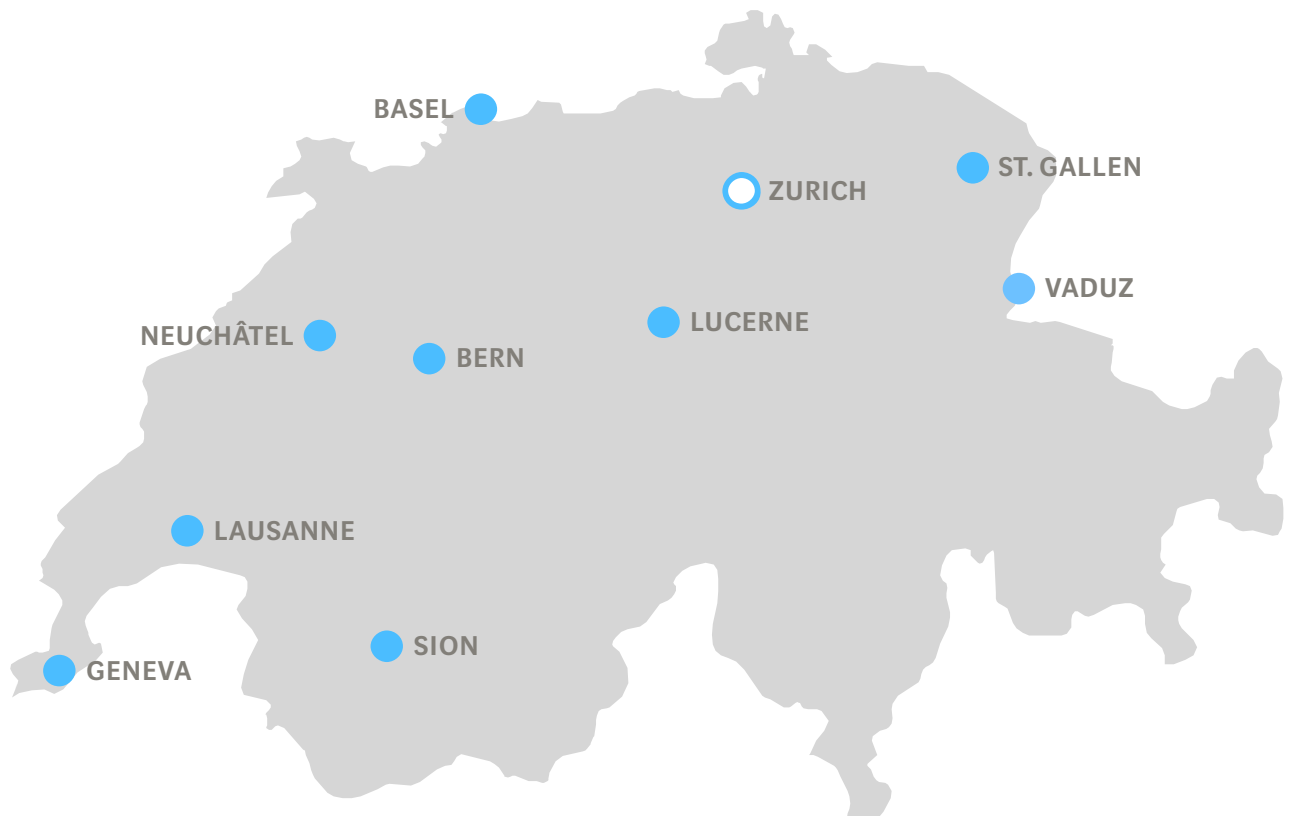 BASEL
ST. GALLEN
ZURICH
VADUZ
LUCERNE
NEUCHÂTEL
BERN
LAUSANNE
SION
GENEVA